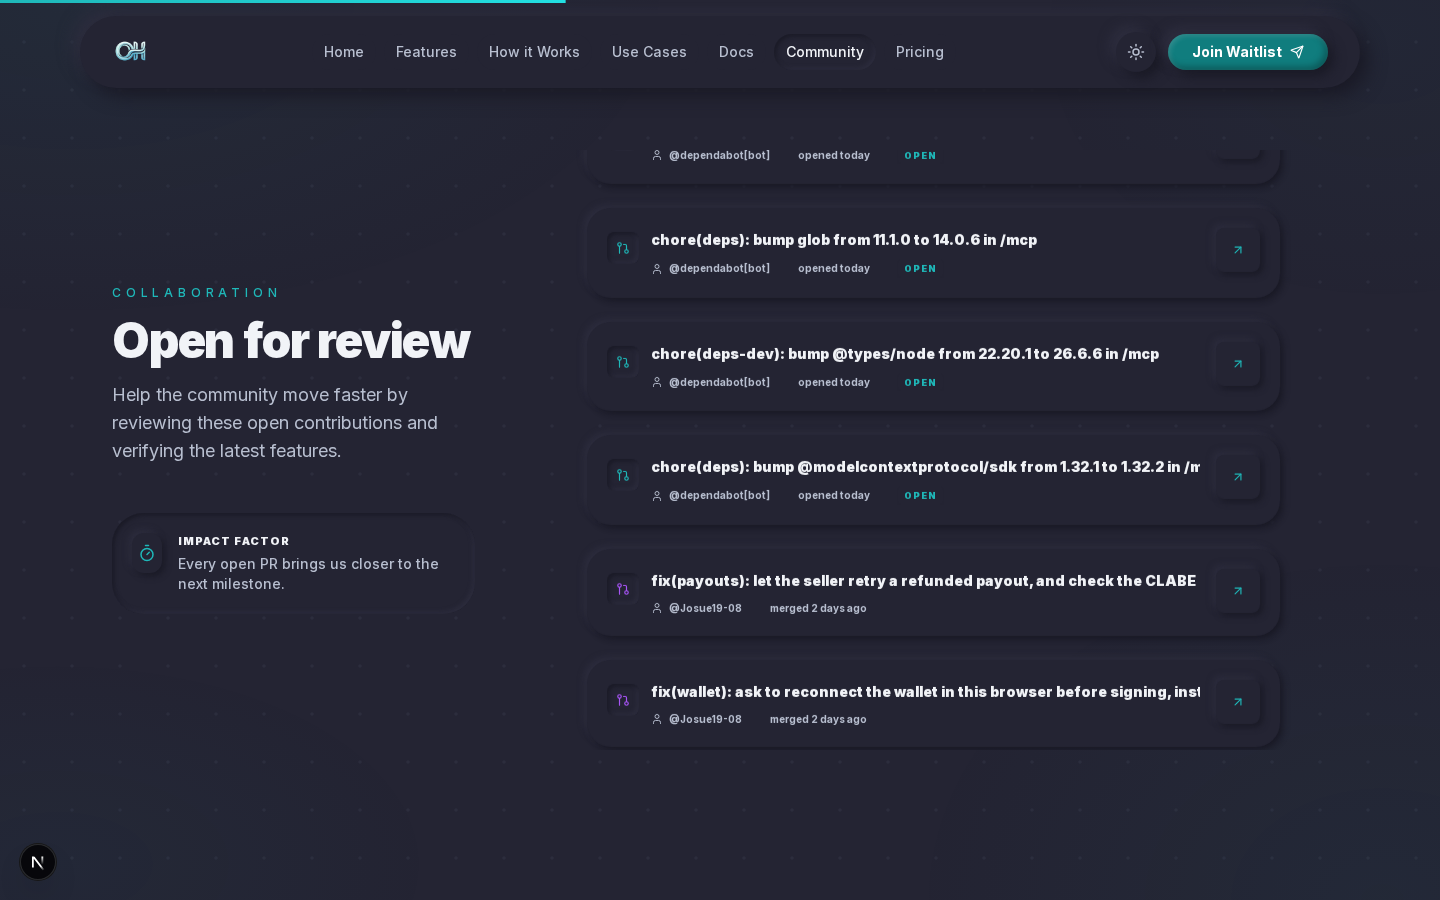 OH
Home Features How it Works Use Cases Docs Community Pricing Join Waitlist
@dependabot[bot] opened today OPEN
chore(deps): bump glob from 11.1.0 to 14.0.6 in /mcp
@dependabot[bot] opened today OPEN
chore(deps-dev): bump @types/node from 22.20.1 to 26.6.6 in /mcp
@dependabot[bot] opened today OPEN
chore(deps): bump @modelcontextprotocol/sdk from 1.32.1 to 1.32.2 in /m
@dependabot[bot] opened today OPEN
fix(payouts): let the seller retry a refunded payout, and check the CLABE
@Josue19-08 merged 2 days ago
fix(wallet): ask to reconnect the wallet in this browser before signing, inst
@Josue19-08 merged 2 days ago
COLLABORATION
Open for review
Help the community move faster by
reviewing these open contributions and
verifying the latest features.
IMPACT FACTOR
Every open PR brings us closer to the
next milestone.
N